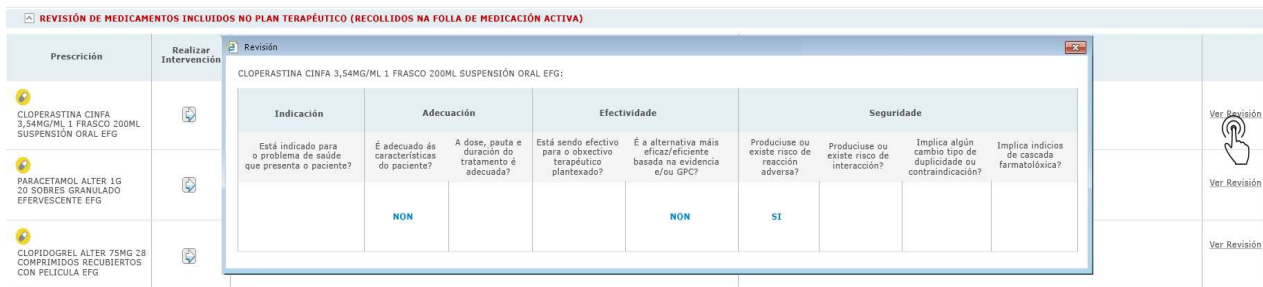 REVISIÓN DE MEDICAMENTOS INCLUIDOS NO PLAN TERAPÉUTICO (RECOLLIDOS NA FOLLA DE MEDICACIÓN ACTIVA)
Prescrición
Realizar
Intervención
CLOPERASTINA CINFA
3,54MG/ML 1 FRASCO 200ML
SUSPENSIÓN ORAL EFG
Ver Revisión
PARACETAMOL ALTER 1G
20 SOBRES GRANULADO
EFERVESCENTE EFG
Ver Revisión
CLOPIDOGREL ALTER 75MG 28
COMPRIMIDOS RECUBIERTOS
CON PELICULA EFG
Ver Revisión
Revisión
CLOPERASTINA CINFA 3,54MG/ML 1 FRASCO 200ML SUSPENSIÓN ORAL EFG:
Indicación
Adecuación
Efectividade
Seguridade
Está indicado para
o problema de saúde
que presenta o paciente?
É adecuado ás
características
do paciente?
A dose, pauta e
duración do
tratamento é
adecuada?
Está sendo efectivo
para o obxectivo
terapéutico
plantexado?
É a alternativa máis
eficaz/eficiente
basada na evidencia
e/ou GPC?
Produciuse ou
existe risco de
reacción
adversa?
Produciuse ou
existe risco de
interacción?
Implica algún
cambio tipo de
duplicidade ou
contraindicación?
Implica indicios
de cascada
farmatolóxica?
NON
NON
SI